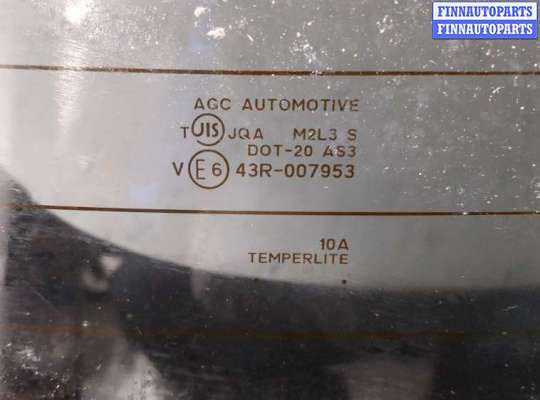 FINNAUTOPARTS
FINNAUTOPARTS
AGC AUTOMOTIVE
T JIS JQA M2L3 S
DOT-20 AS3
V E6 43R-007953
10A
TEMPERLITE